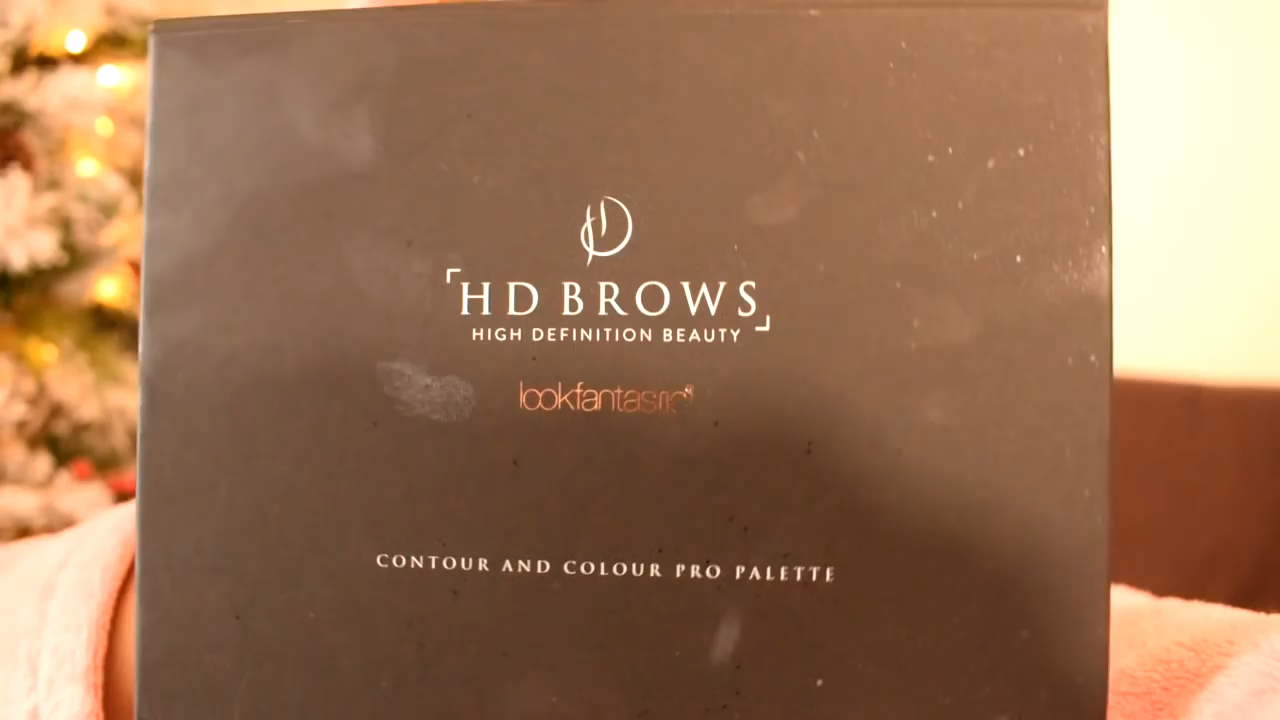 HD BROWS
HIGH DEFINITION BEAUTY
lookfantastic®
CONTOUR AND COLOUR PRO PALETTE